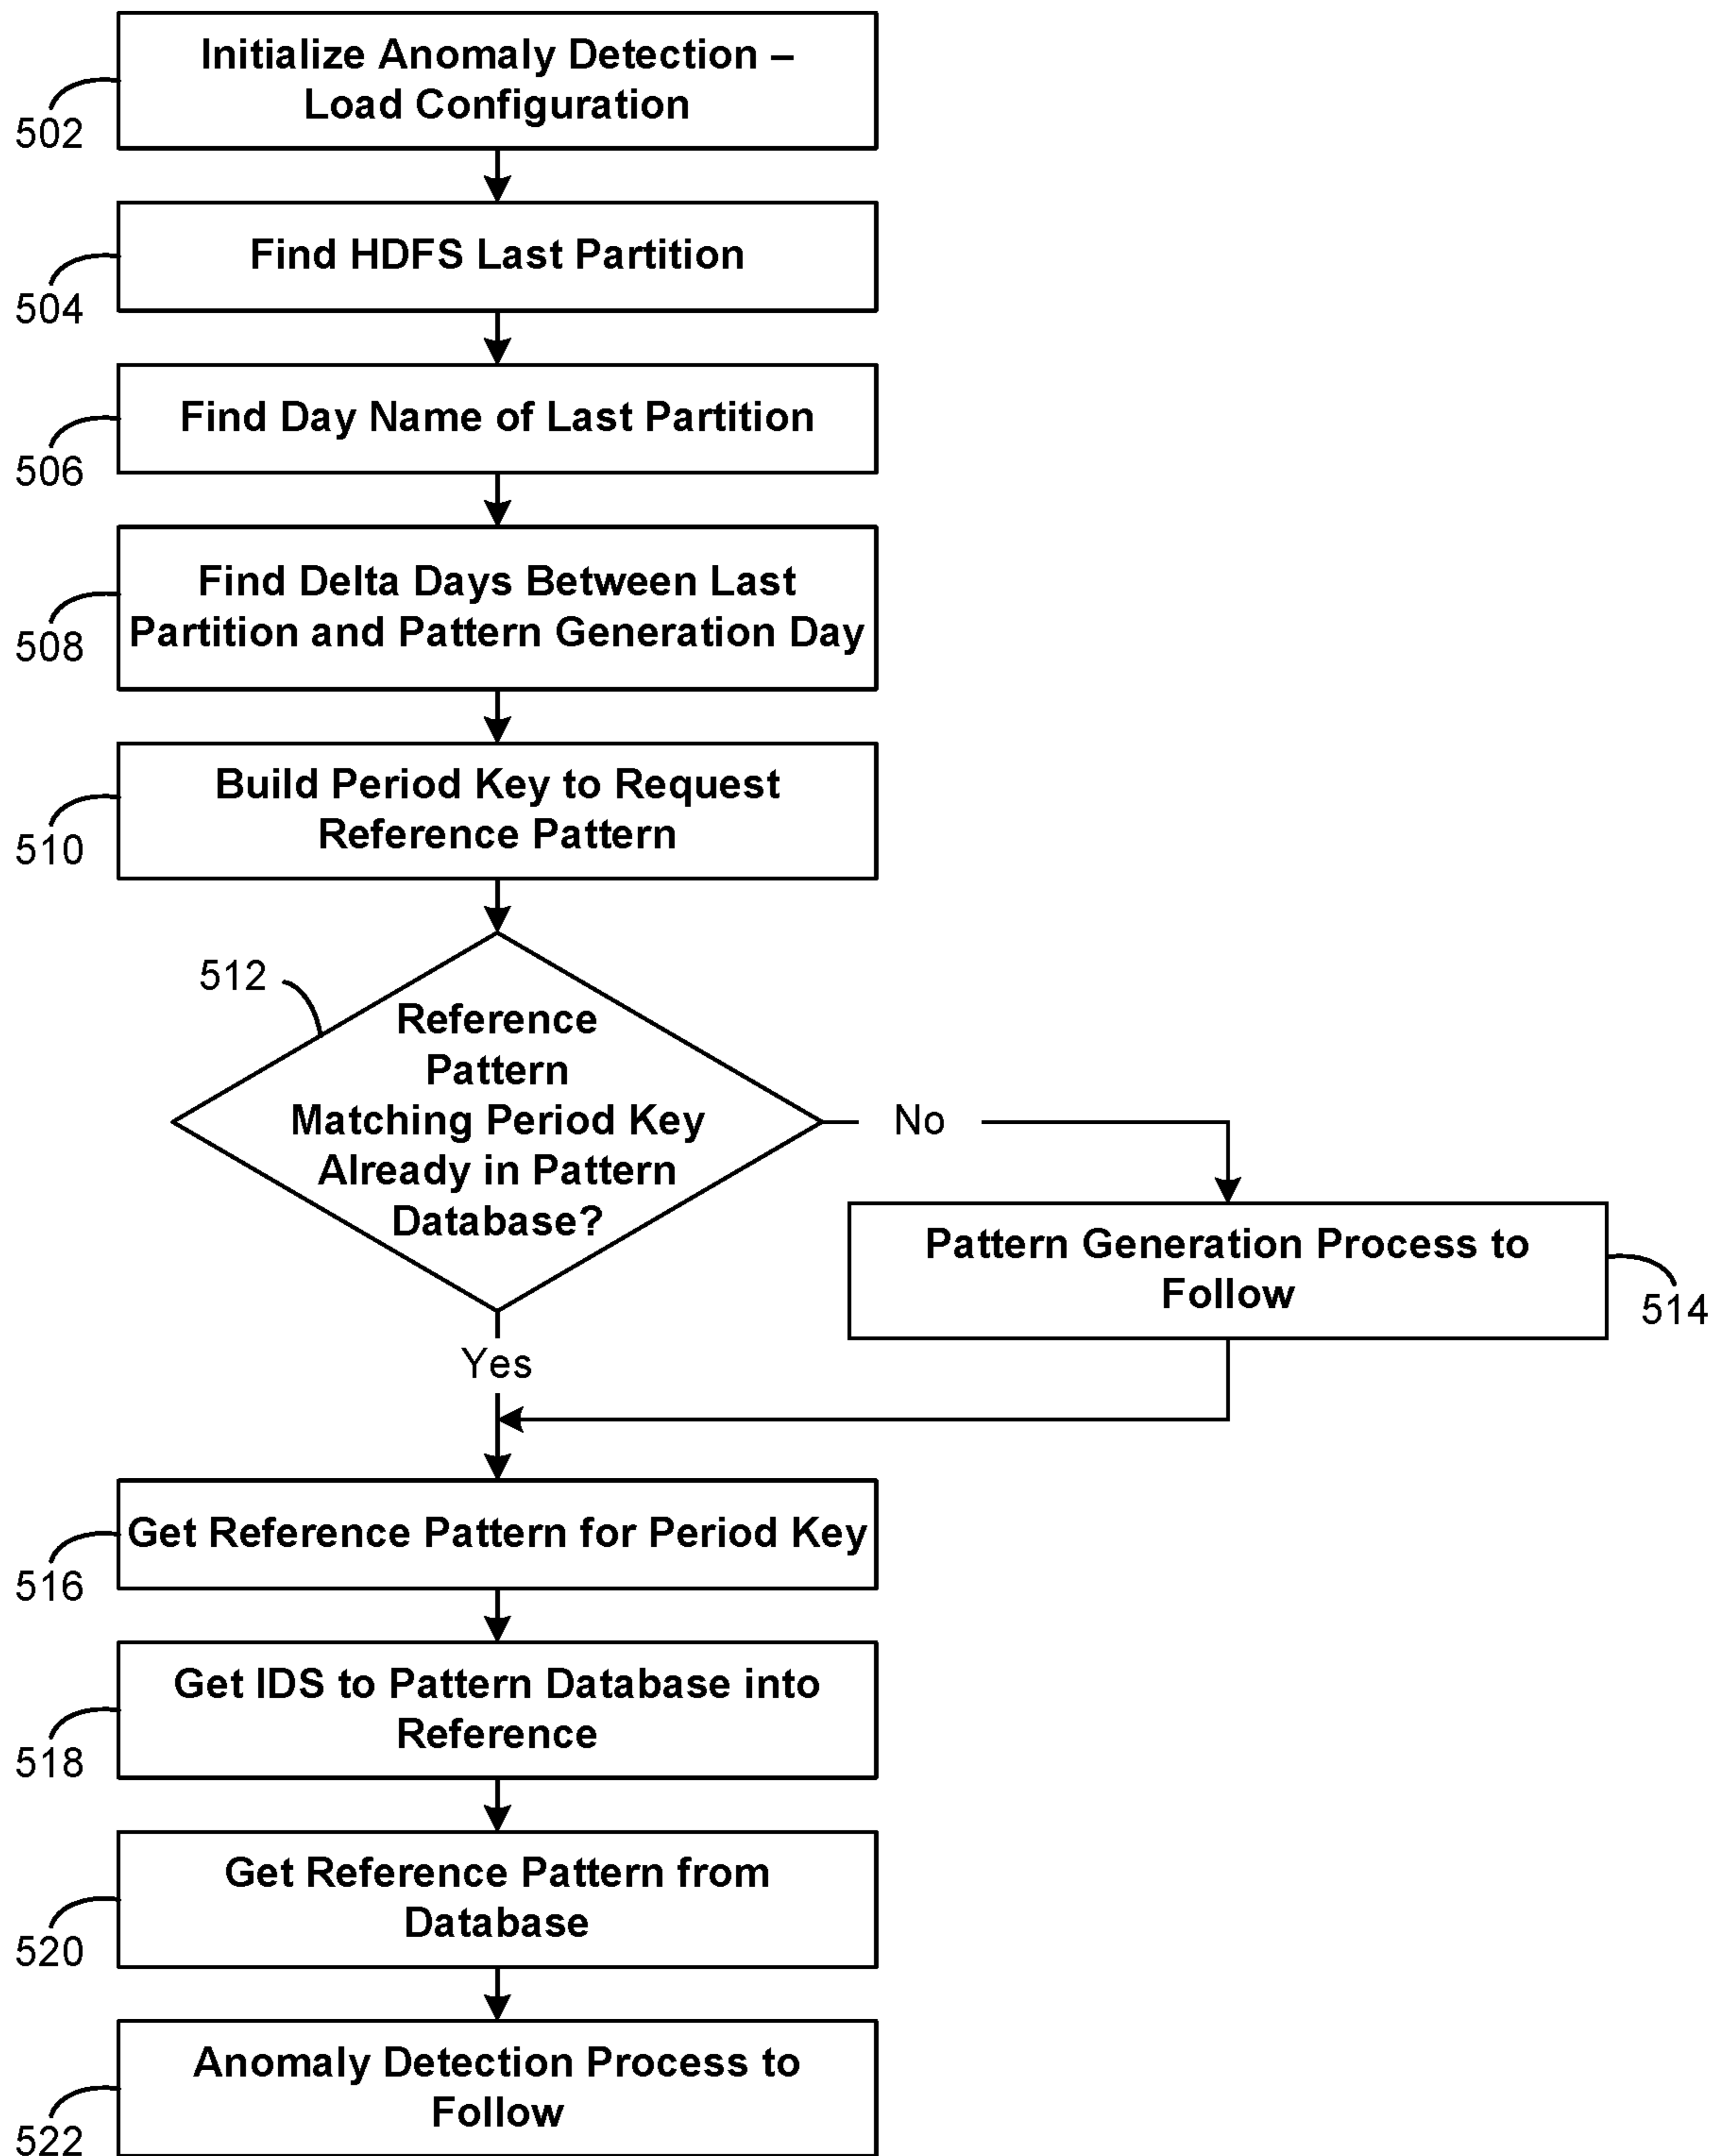 Initialize Anomaly Detection –
Load Configuration
502
Find HDFS Last Partition
504
Find Day Name of Last Partition
506
Find Delta Days Between Last
Partition and Pattern Generation Day
508
Build Period Key to Request
Reference Pattern
510
512
Reference
Pattern
Matching Period Key
Already in Pattern
Database?
No
Pattern Generation Process to
Follow
514
Yes
Get Reference Pattern for Period Key
516
Get IDS to Pattern Database into
Reference
518
Get Reference Pattern from
Database
520
Anomaly Detection Process to
Follow
522